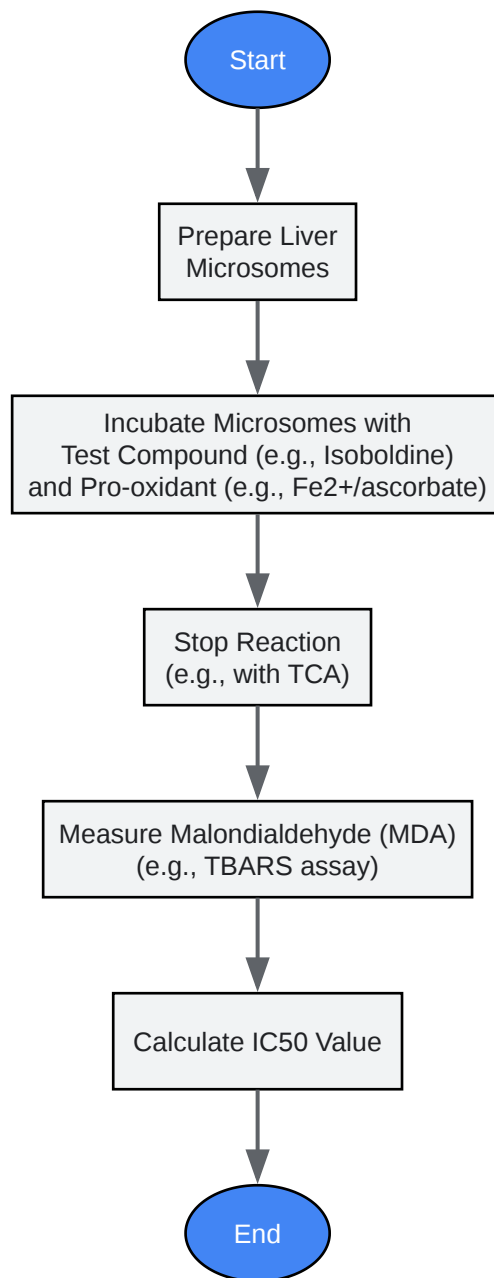 Start
Prepare Liver
Microsomes
Incubate Microsomes with
Test Compound (e.g., Isoboldine)
and Pro-oxidant (e.g., Fe2+/ascorbate)
Stop Reaction
(e.g., with TCA)
Measure Malondialdehyde (MDA)
(e.g., TBARS assay)
Calculate IC50 Value
End